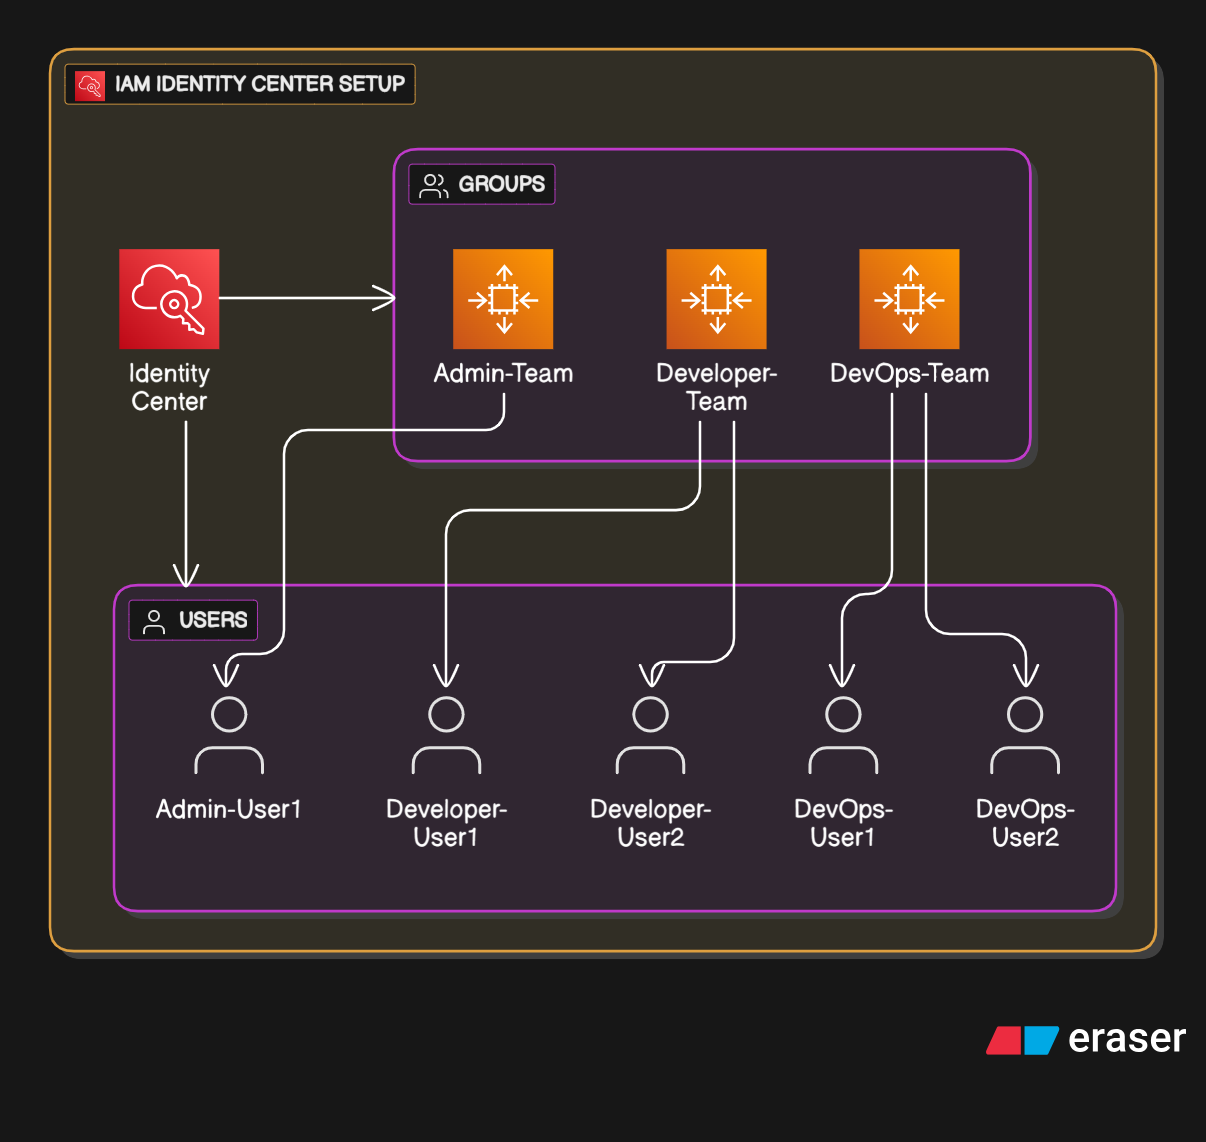 IAM IDENTITY CENTER SETUP
GROUPS
Identity
Center
Admin-Team
Developer-
Team
DevOps-Team
USERS
Admin-User1
Developer-
User1
Developer-
User2
DevOps-
User1
DevOps-
User2
eraser